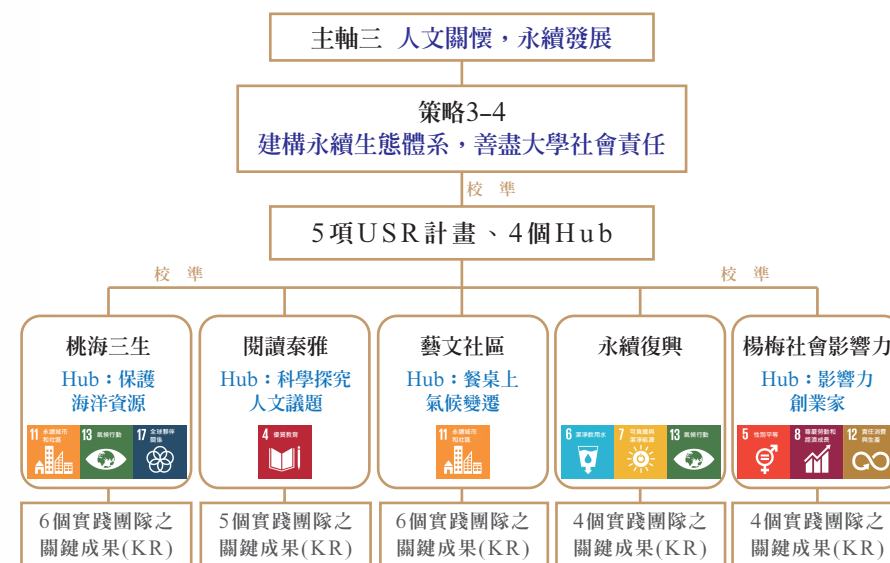 主軸三 人文關懷，永續發展
策略3–4
建構永續生態體系，善盡大學社會責任
校 準
5項USR計畫、4個Hub
校 準
校 準
桃海三生
Hub：保護
海洋資源
11 永續城市
和社區
13 氣候行動
17 全球夥伴
關係
6個實踐團隊之
關鍵成果(KR)
閱讀泰雅
Hub：科學探究
人文議題
4 優質教育
5個實踐團隊之
關鍵成果(KR)
藝文社區
Hub：餐桌上
氣候變遷
11 永續城市
和社區
6個實踐團隊之
關鍵成果(KR)
永續復興
6 潔淨飲用水
7 可負擔與
潔淨能源
13 氣候行動
4個實踐團隊之
關鍵成果(KR)
楊梅社會影響力
Hub：影響力
創業家
5 性別平等
8 尊嚴勞動和
經濟成長
12 責任消費
與生產
4個實踐團隊之
關鍵成果(KR)